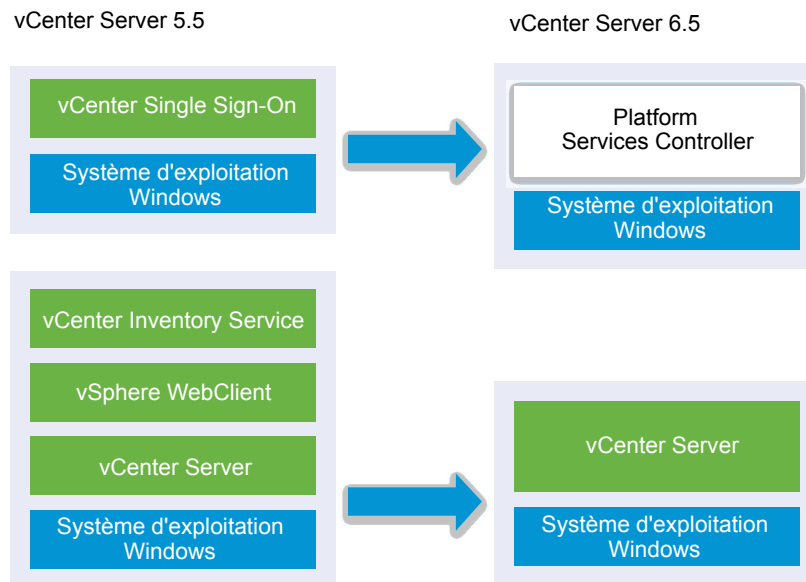 vCenter Server 5.5
vCenter Server 6.5
vCenter Single Sign-On
Système d'exploitation
Windows
Platform
Services Controller
Système d'exploitation
Windows
vCenter Inventory Service
vSphere WebClient
vCenter Server
Système d'exploitation
Windows
vCenter Server
Système d'exploitation
Windows